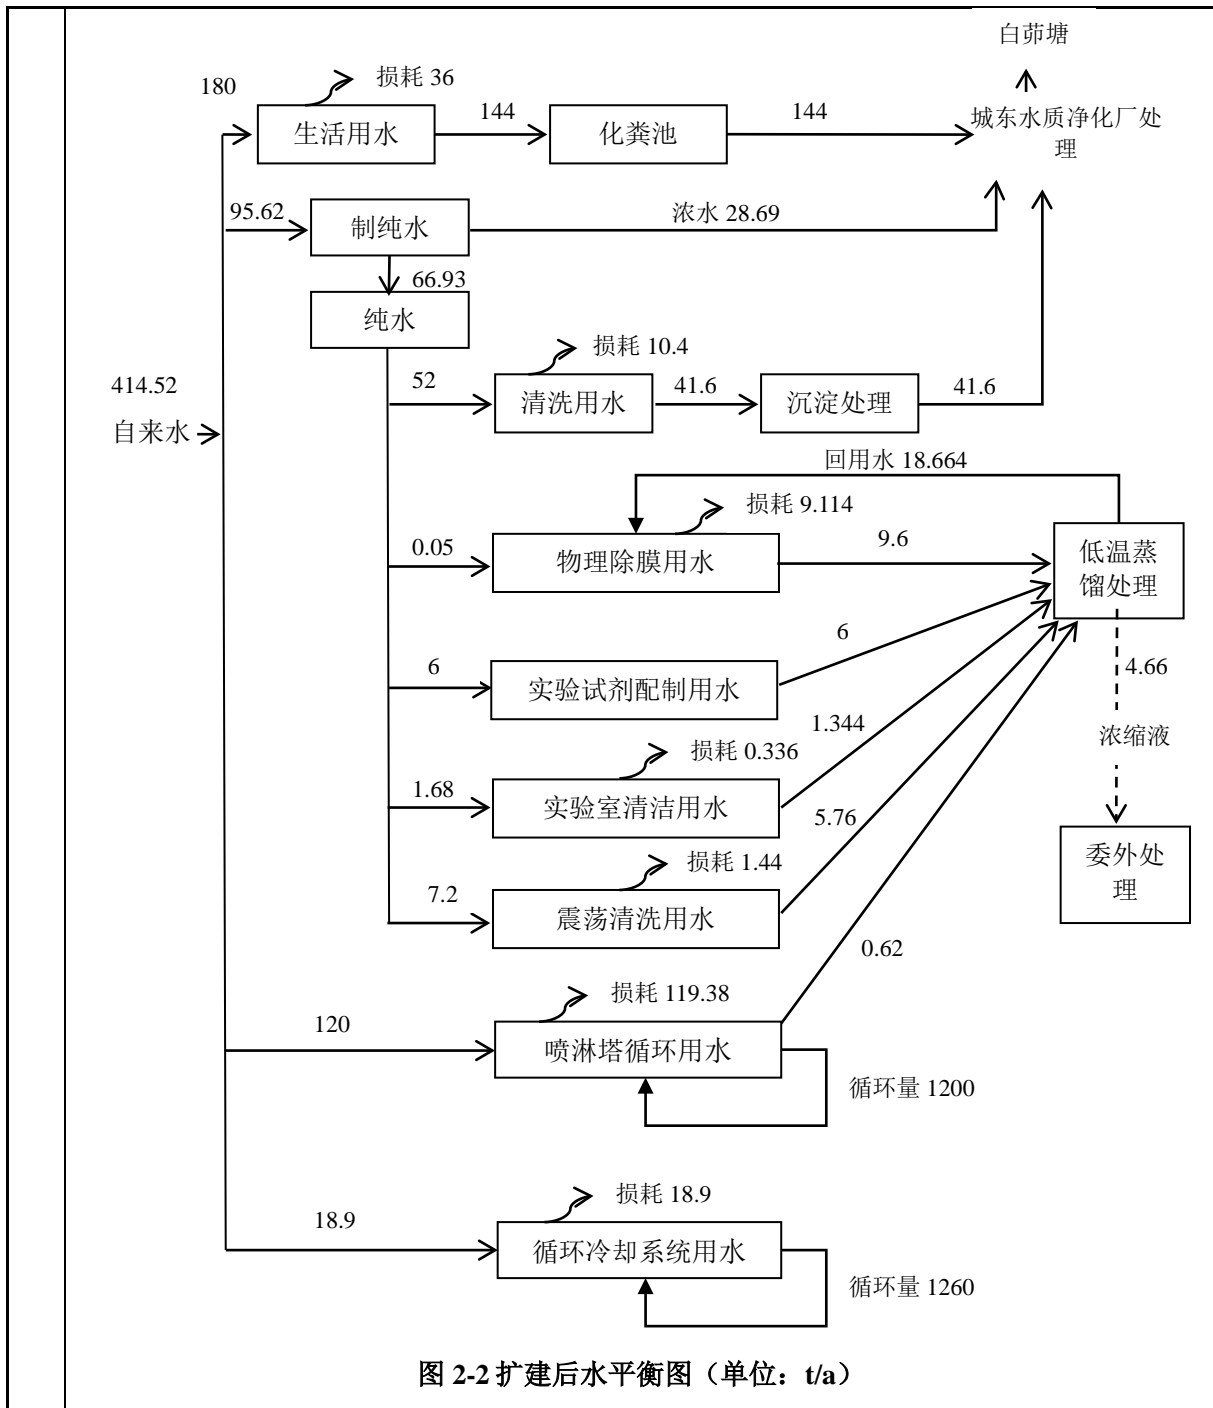 白茆塘
损耗 36
180
生活用水
144
化粪池
144
城东水质净化厂处
理
95.62
制纯水
浓水 28.69
66.93
纯水
损耗 10.4
414.52
自来水
52
清洗用水
41.6
沉淀处理
41.6
回用水 18.664
损耗 9.114
0.05
物理除膜用水
9.6
低温蒸
馏处理
6
实验试剂配制用水
6
4.66
1.344
浓缩液
损耗 0.336
1.68
实验室清洁用水
5.76
委外处
理
损耗 1.44
7.2
震荡清洗用水
0.62
损耗 119.38
120
喷淋塔循环用水
循环量 1200
损耗 18.9
18.9
循环冷却系统用水
循环量 1260
图 2-2 扩建后水平衡图（单位：t/a）